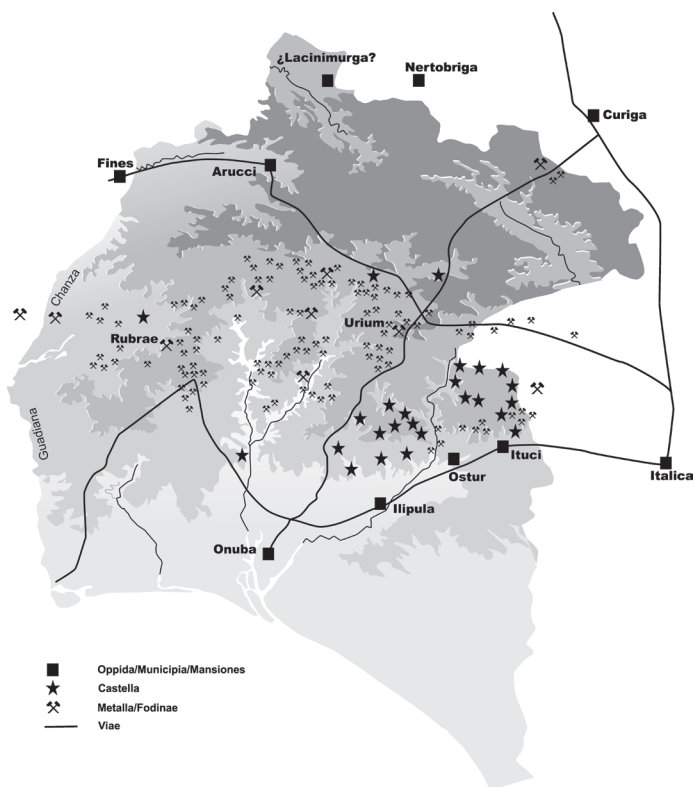 ¿Lacinimurga?
Nertobriga
Curiga
Fines
Arucci
Chanza
Urium
Rubrae
Guadiana
Ituci
Ostur
Italica
Ilipula
Onuba
Oppida/Municipia/Mansiones
Castella
Metalla/Fodinae
Viae